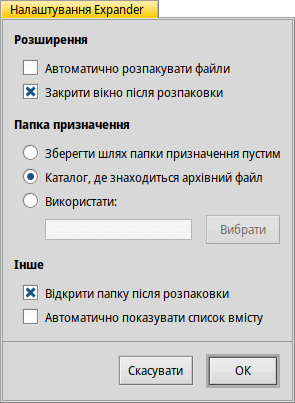 Налаштування Expander
Розширення
Автоматично розпакувати файли
Закрити вікно після розпаковки
Папка призначення
Зберегти шлях папки призначення пустим
Каталог, де знаходиться архівний файл
Використати:
Вибрати
Інше
Відкрити папку після розпаковки
Автоматично показувати список вмісту
Скасувати
ОК